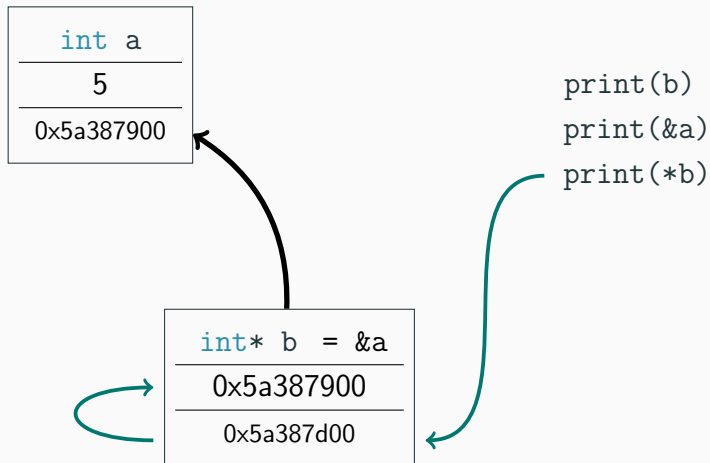 int a
5
0x5a387900
print(b)
print(&a)
print(*b)
int* b = &a
0x5a387900
0x5a387d00